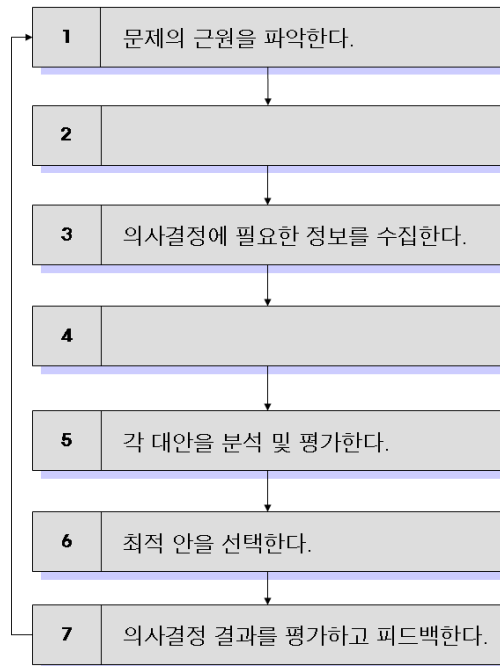 1 문제의 근원을 파악한다.
2
3 의사결정에 필요한 정보를 수집한다.
4
5 각 대안을 분석 및 평가한다.
6 최적 안을 선택한다.
7 의사결정 결과를 평가하고 피드백한다.